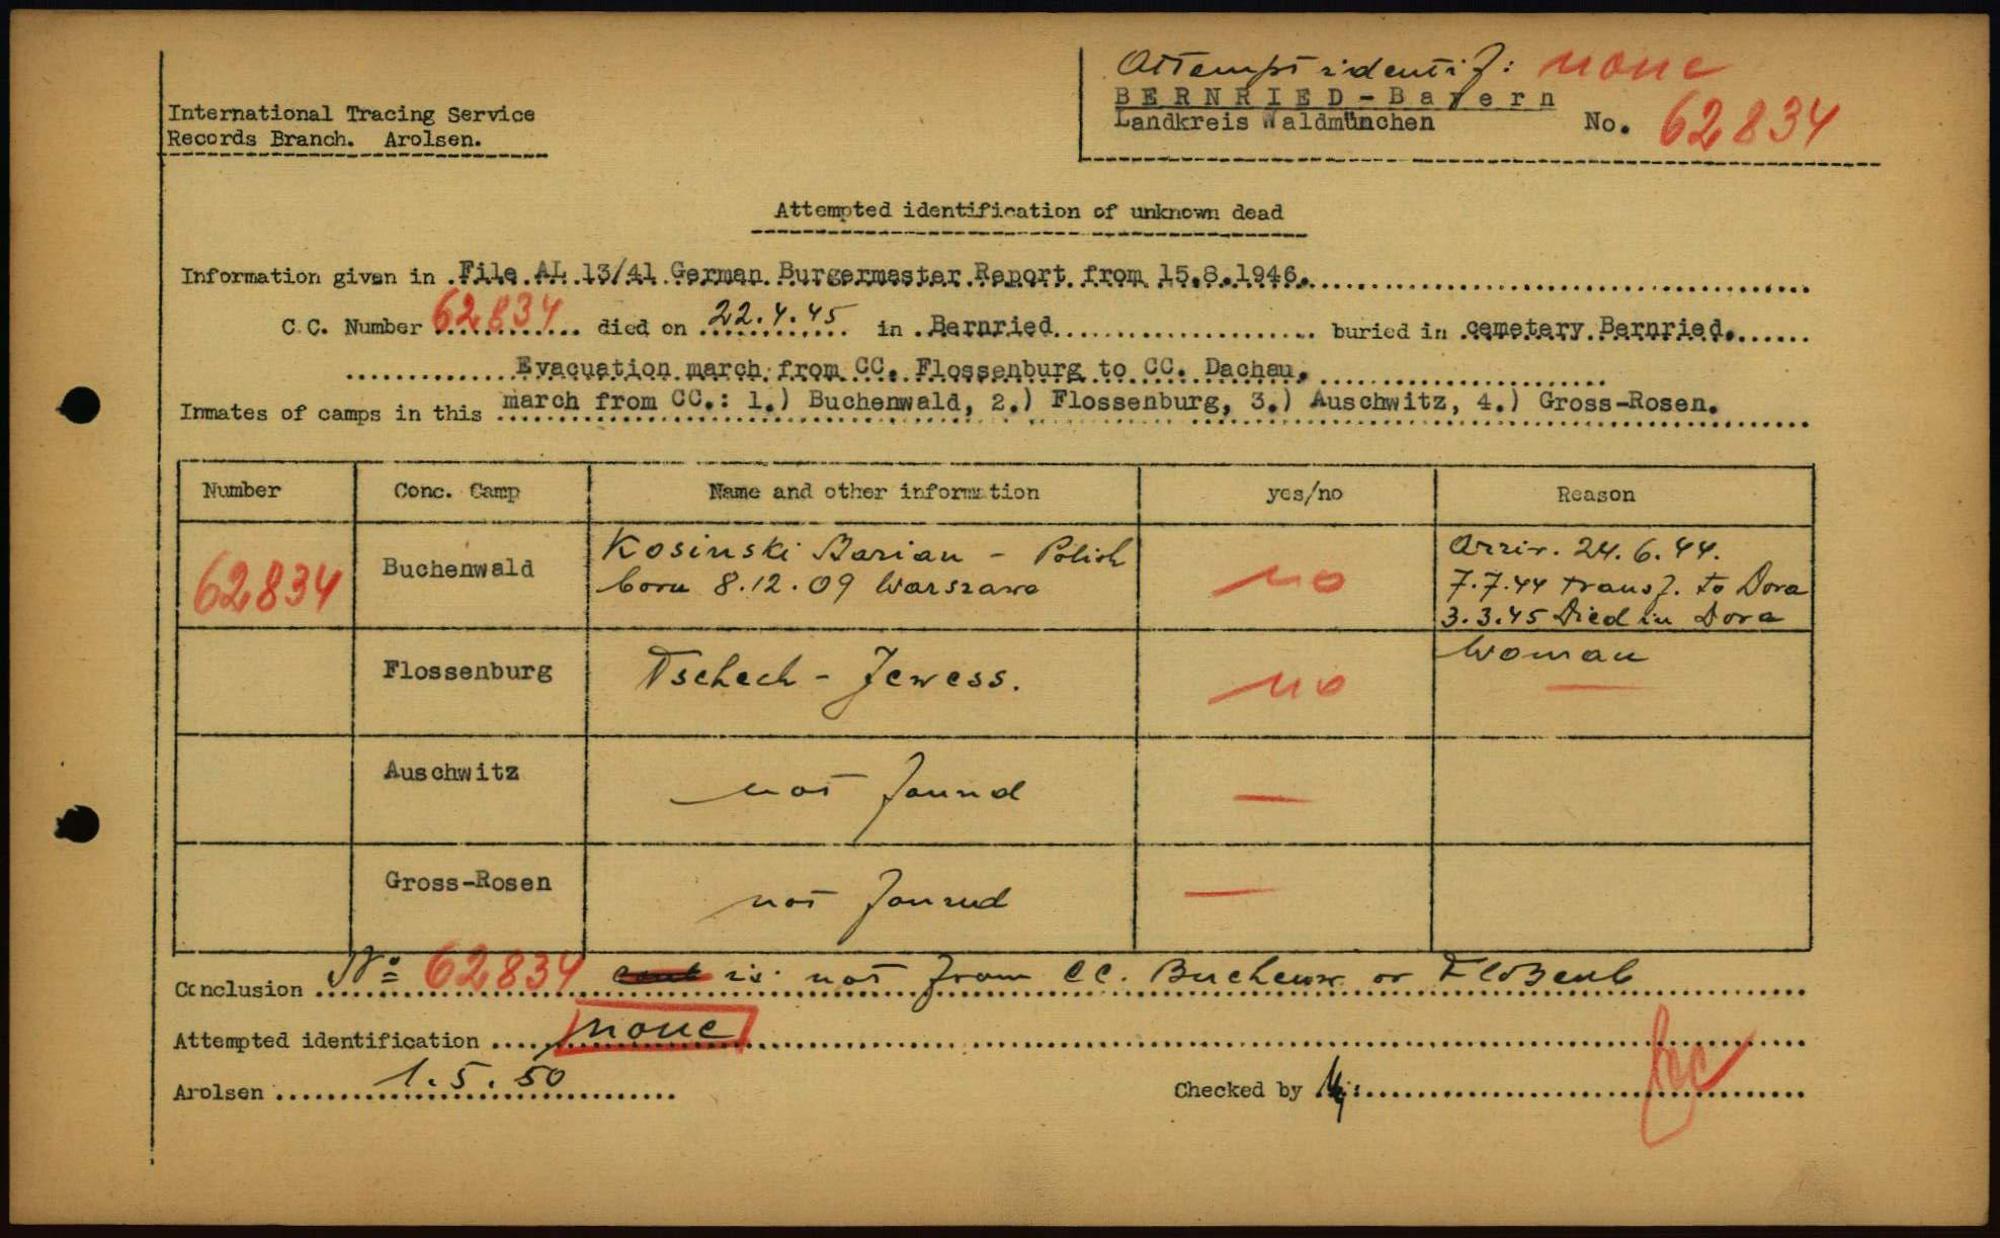 Attempt identif: none
International Tracing Service
Records Branch. Arolsen.
BERNRIED-Bayern
Landkreis Waldmünchen No. 62834
Attempted identification of unknown dead
Information given in .File AL 13/41 German Burgermaster Report from 15.8.1946.
C.C. Number 62834 died on 22.4.45 in .Bernried buried in cemetary Bernried.
Evacuation march from CC. Flossenburg to CC. Dachau.
Inmates of camps in this march from CC.: 1.) Buchenwald, 2.) Flossenburg, 3.) Auschwitz, 4.) Gross-Rosen.
Number Conc. Camp Name and other information yes/no Reason
62834 Buchenwald Kosinski Marian - Polish
born 8.12.09 Warszawa
no
Arriv. 24.6.44.
7.7.44 transf. to Dora
3.3.45 Died in Dora
Flossenburg Tschech - Jewess. no Woman
Auschwitz not found —
Gross-Rosen not found —
Conclusion No 62834 is not from CC. Buchenw. or Floßenb
Attempted identification none
Arolsen 1.5.50 Checked by